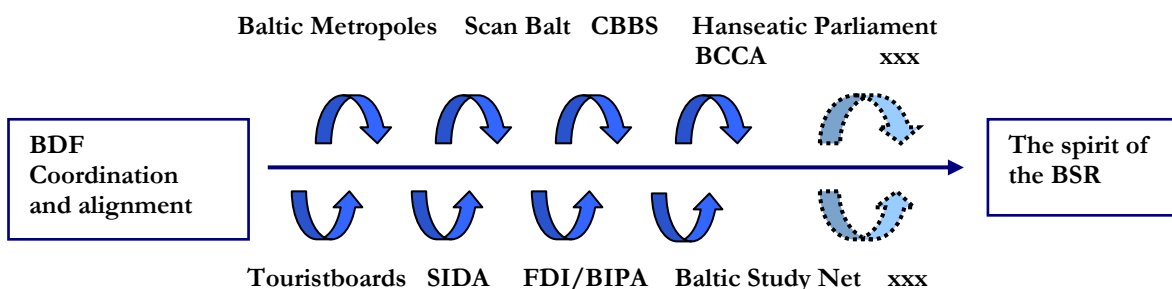 Baltic Metropoles Scan Balt CBBS Hanseatic Parliament
BCCA xxx
BDF
Coordination
and alignment
The spirit of
the BSR
Touristboards SIDA FDI/BIPA Baltic Study Net xxx